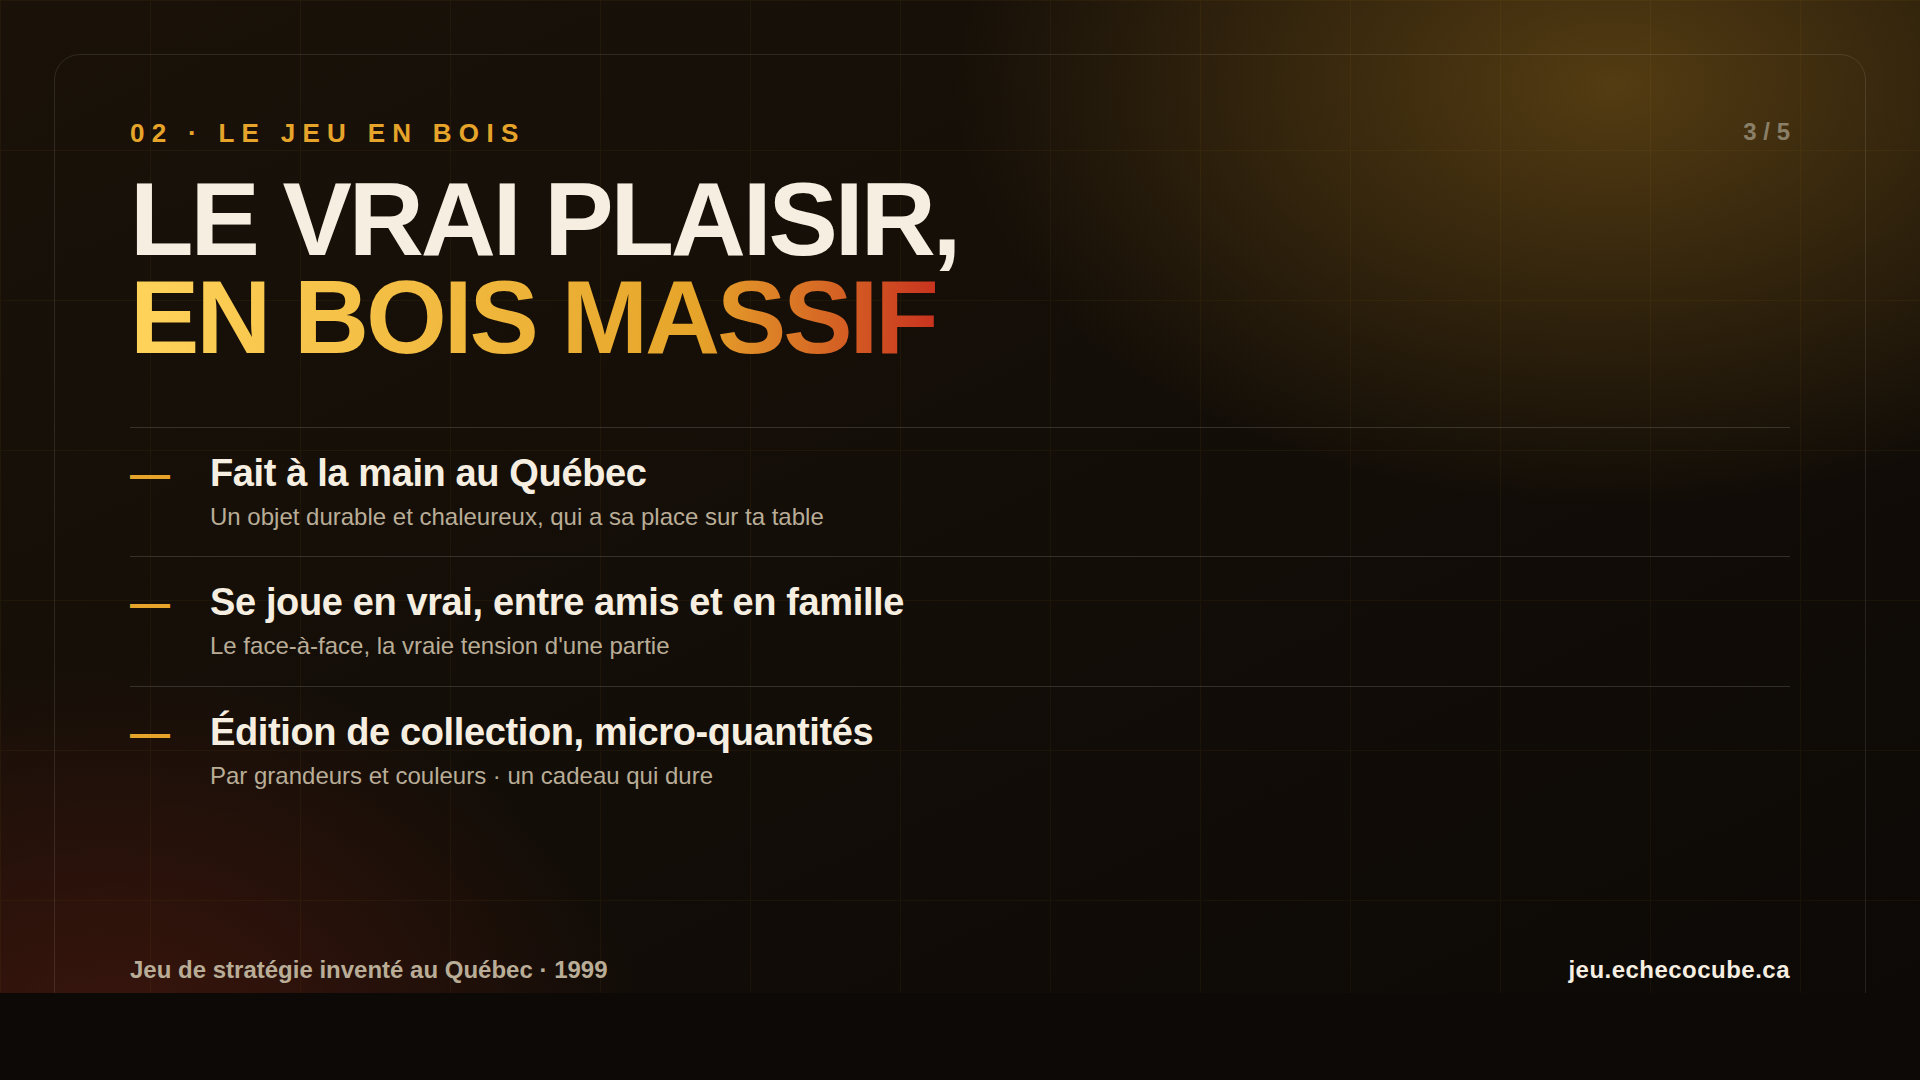 02 · LE JEU EN BOIS
3 / 5
LE VRAI PLAISIR,
EN BOIS MASSIF
— Fait à la main au Québec
Un objet durable et chaleureux, qui a sa place sur ta table
— Se joue en vrai, entre amis et en famille
Le face-à-face, la vraie tension d'une partie
— Édition de collection, micro-quantités
Par grandeurs et couleurs · un cadeau qui dure
Jeu de stratégie inventé au Québec · 1999
jeu.echecocube.ca